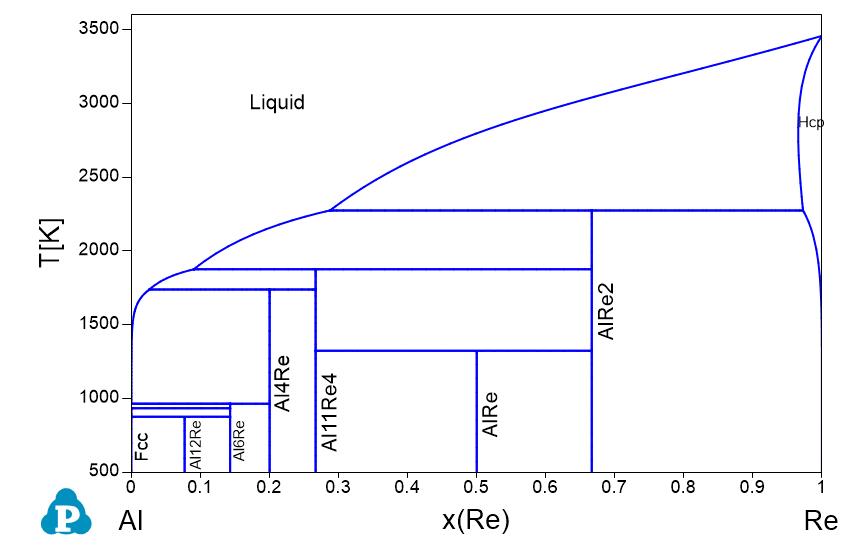 3500
3000
2500
2000
1500
1000
500
T[K]
Liquid
Hcp
Fcc
Al12Re
Al6Re
Al4Re
Al11Re4
AlRe
AlRe2
0 0.1 0.2 0.3 0.4 0.5 0.6 0.7 0.8 0.9 1
P
Al x(Re) Re